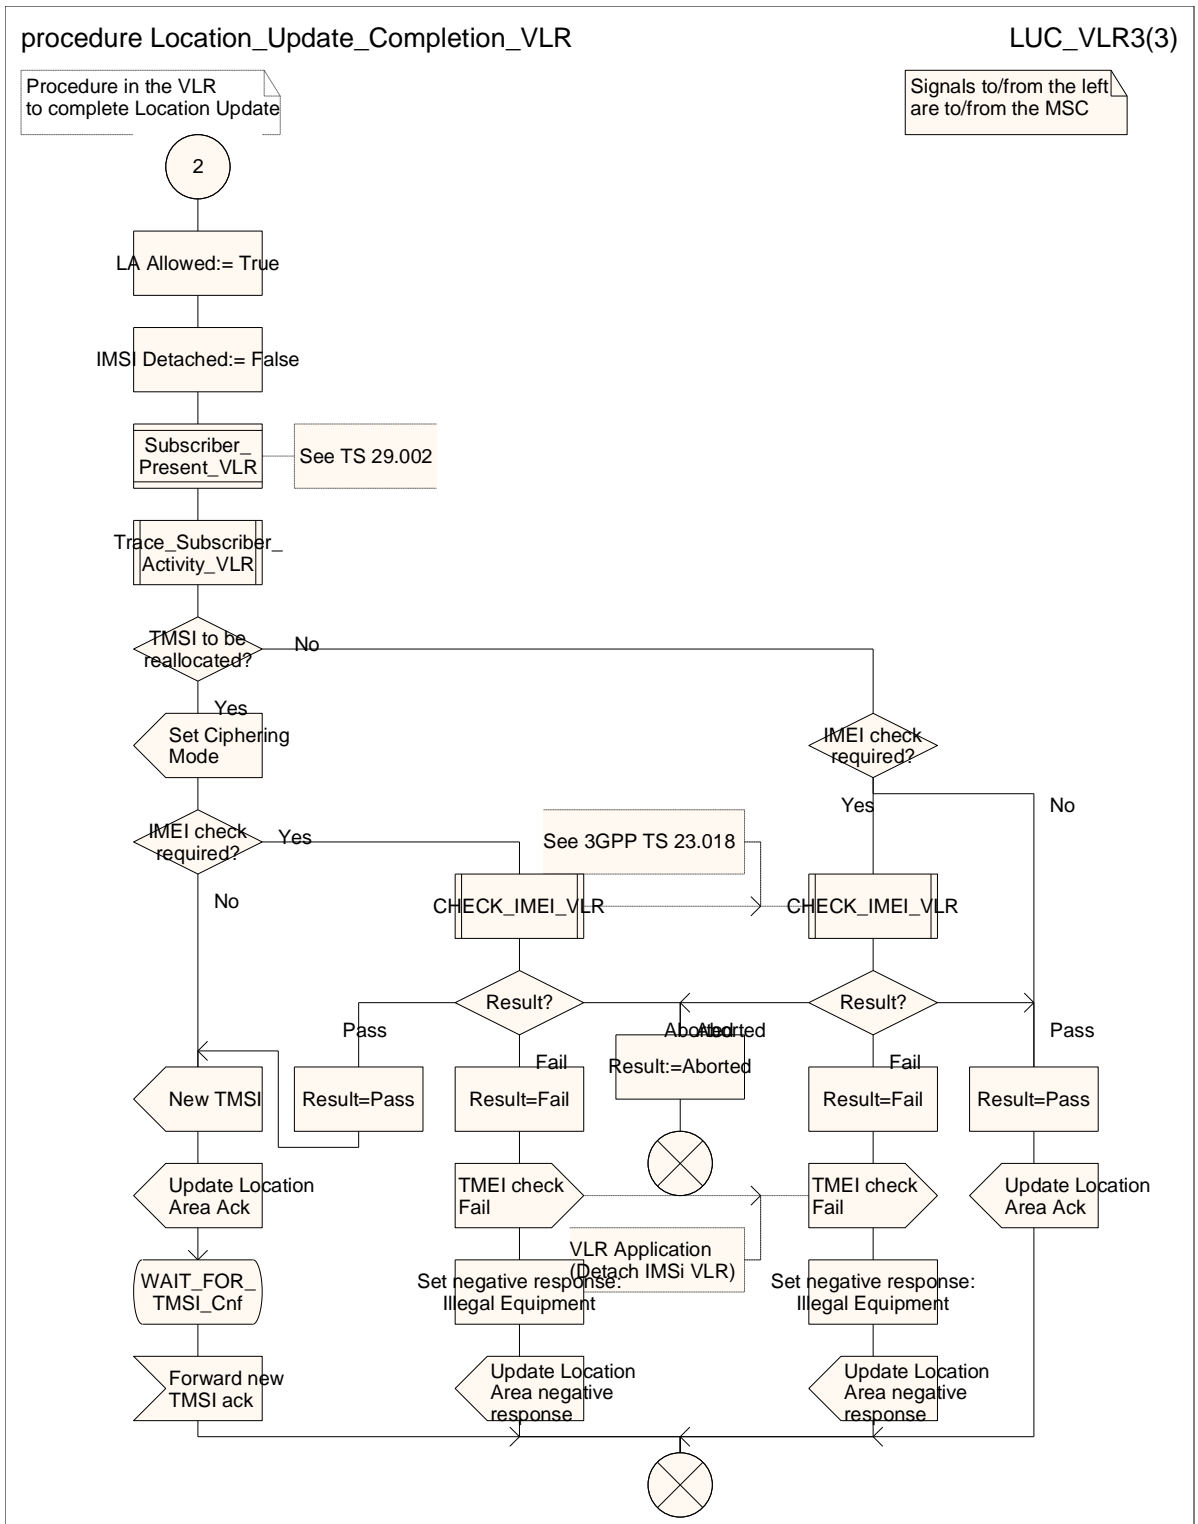 procedure Location_Update_Completion_VLR
LUC_VLR3(3)
Procedure in the VLR
to complete Location Update
Signals to/from the left
are to/from the MSC
2
LA Allowed:= True
IMSI Detached:= False
Subscriber_
Present_VLR
See TS 29.002
Trace_Subscriber_
Activity_VLR
TMSI to be
reallocated?
No
Yes
Set Ciphering
Mode
IMEI check
required?
Yes
No
IMEI check
required?
Yes
No
See 3GPP TS 23.018
CHECK_IMEI_VLR
CHECK_IMEI_VLR
Result?
Result?
Pass
Aborted
Aborted
Pass
Fail
Result:=Aborted
Fail
New TMSI
Result=Pass
Result=Fail
Result=Fail
Result=Pass
Update Location
Area Ack
TMEI check
Fail
TMEI check
Fail
Update Location
Area Ack
VLR Application
(Detach IMSi VLR)
WAIT_FOR_
TMSI_Cnf
Set negative response:
Illegal Equipment
Set negative response:
Illegal Equipment
Forward new
TMSI ack
Update Location
Area negative
response
Update Location
Area negative
response